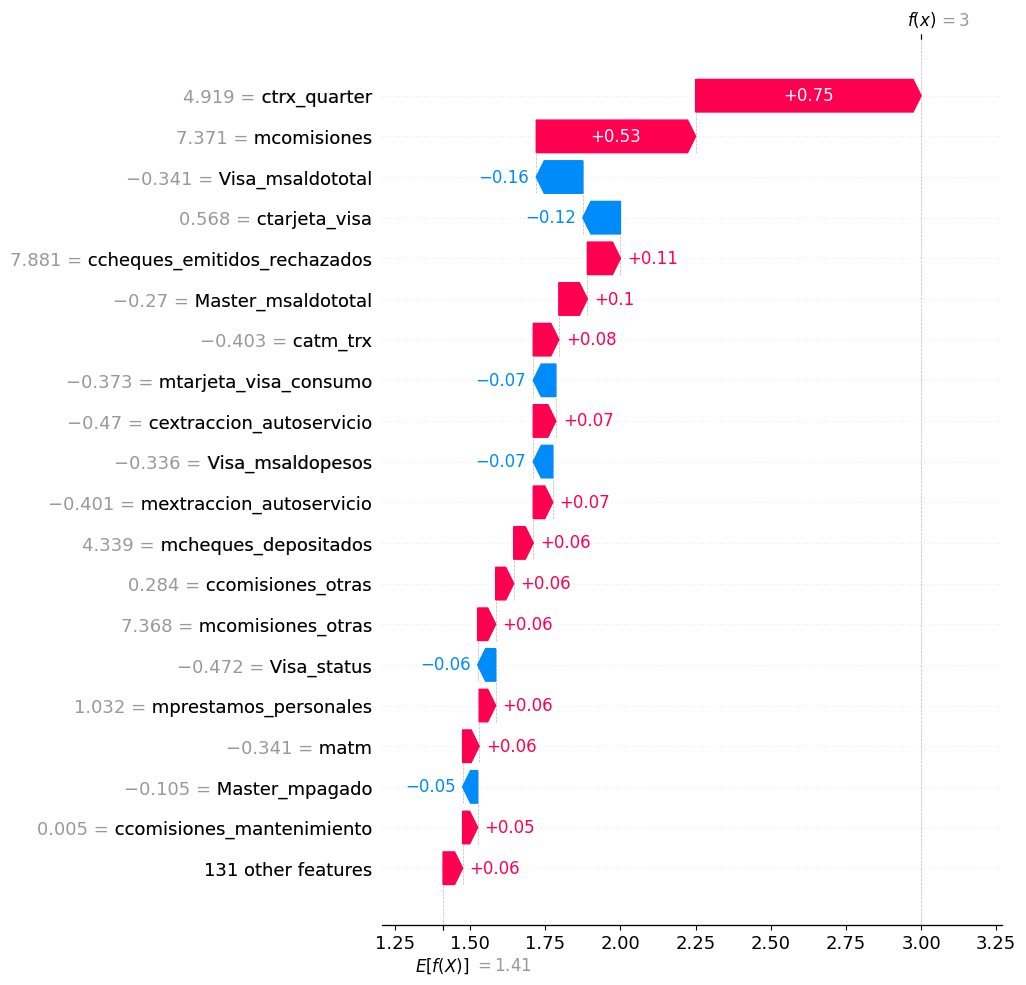 f(x) = 3
4.919 = ctrx_quarter +0.75
7.371 = mcomisiones +0.53
−0.341 = Visa_msaldototal −0.16
0.568 = ctarjeta_visa −0.12
7.881 = ccheques_emitidos_rechazados +0.11
−0.27 = Master_msaldototal +0.1
−0.403 = catm_trx +0.08
−0.373 = mtarjeta_visa_consumo −0.07
−0.47 = cextraccion_autoservicio +0.07
−0.336 = Visa_msaldopesos −0.07
−0.401 = mextraccion_autoservicio +0.07
4.339 = mcheques_depositados +0.06
0.284 = ccomisiones_otras +0.06
7.368 = mcomisiones_otras +0.06
−0.472 = Visa_status −0.06
1.032 = mprestamos_personales +0.06
−0.341 = matm +0.06
−0.105 = Master_mpagado −0.05
0.005 = ccomisiones_mantenimiento +0.05
131 other features +0.06
1.25 1.50 1.75 2.00 2.25 2.50 2.75 3.00 3.25
E[f(X)] = 1.41